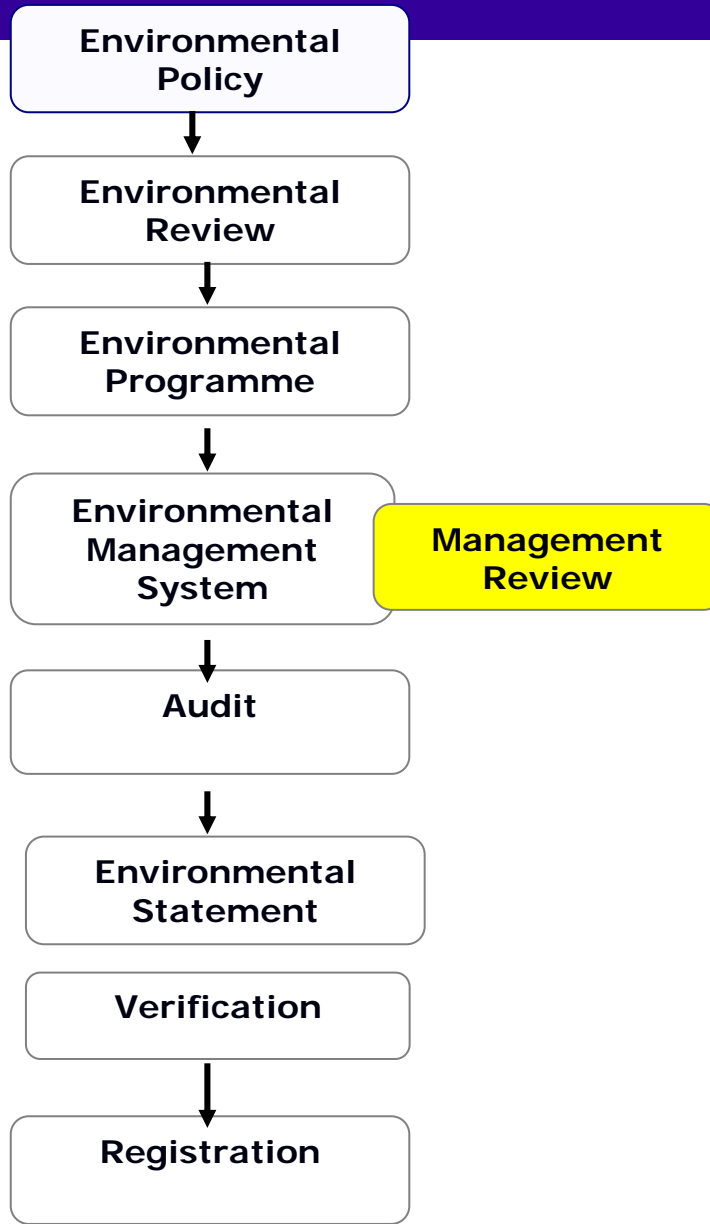 Environmental
Policy
Environmental
Review
Environmental
Programme
Environmental
Management
System
Management
Review
Audit
Environmental
Statement
Verification
Registration